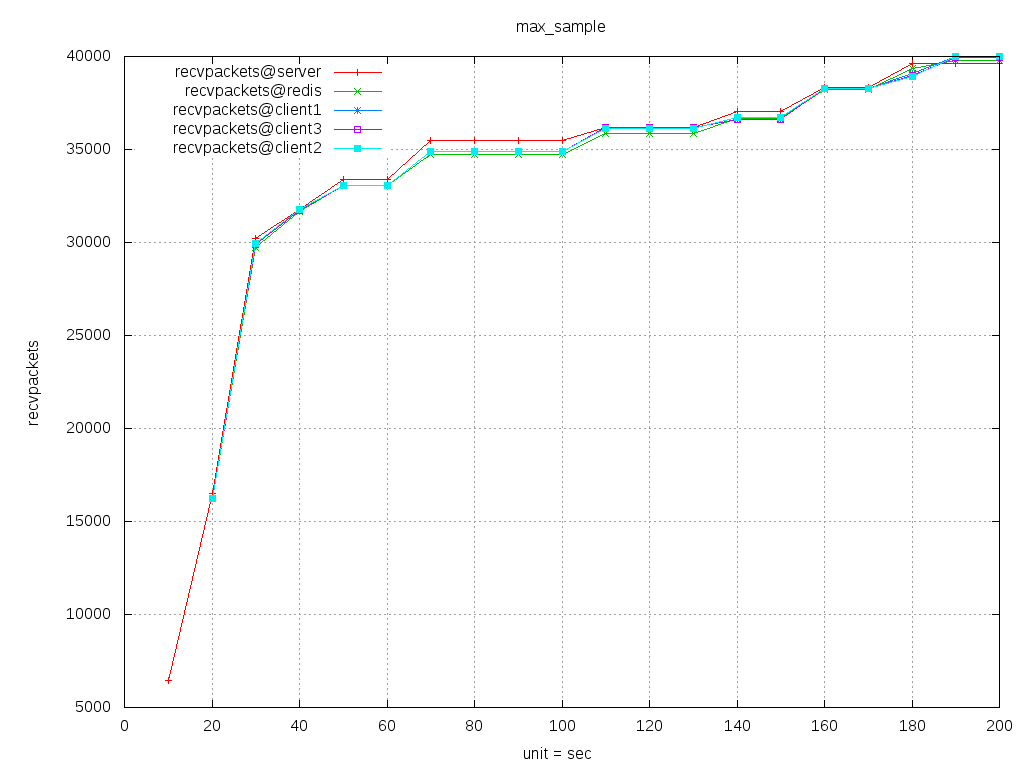 max_sample
40000
35000
30000
25000
20000
15000
10000
5000
recvpackets
recvpackets@server
recvpackets@redis
recvpackets@client1
recvpackets@client3
recvpackets@client2
0 20 40 60 80 100 120 140 160 180 200
unit = sec